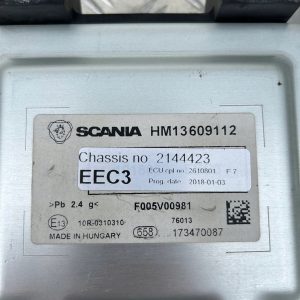 SCANIA HM13609112
Chassis no 2144423
EEC3
ECU cpl no. 2610801 F 7
Prog. date 2018-01-03
>Pb 2.4 g< F005V00981
E13 10R-0310310 76013
MADE IN HUNGARY 658 173470087